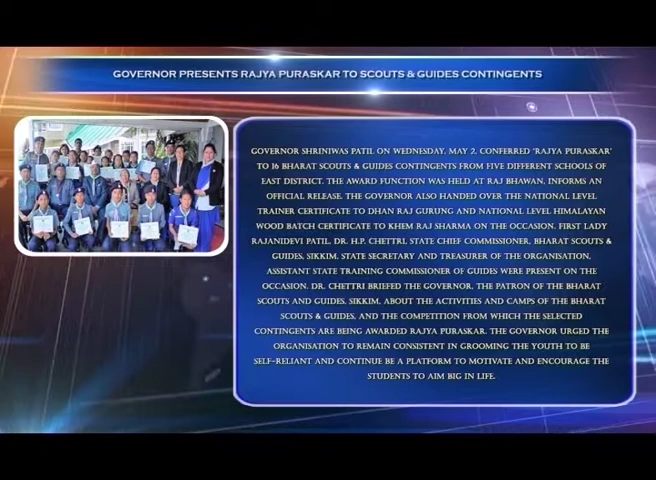 GOVERNOR PRESENTS RAJYA PURASKAR TO SCOUTS & GUIDES CONTINGENTS
GOVERNOR SHRINIWAS PATIL ON WEDNESDAY, MAY 2, CONFERRED 'RAJYA PURASKAR'
TO 16 BHARAT SCOUTS & GUIDES CONTINGENTS FROM FIVE DIFFERENT SCHOOLS OF
EAST DISTRICT. THE AWARD FUNCTION WAS HELD AT RAJ BHAWAN, INFORMS AN
OFFICIAL RELEASE. THE GOVERNOR ALSO HANDED OVER THE NATIONAL LEVEL
TRAINER CERTIFICATE TO DHAN RAJ GURUNG AND NATIONAL LEVEL HIMALAYAN
WOOD BATCH CERTIFICATE TO KHEM RAJ SHARMA ON THE OCCASION. FIRST LADY
RAJANIDEVI PATIL, DR. H.P. CHETTRI, STATE CHIEF COMMISSIONER, BHARAT SCOUTS &
GUIDES, SIKKIM, STATE SECRETARY AND TREASURER OF THE ORGANISATION,
ASSISTANT STATE TRAINING COMMISSIONER OF GUIDES WERE PRESENT ON THE
OCCASION. DR. CHETTRI BRIEFED THE GOVERNOR, THE PATRON OF THE BHARAT
SCOUTS AND GUIDES, SIKKIM, ABOUT THE ACTIVITIES AND CAMPS OF THE BHARAT
SCOUTS & GUIDES, AND THE COMPETITION FROM WHICH THE SELECTED
CONTINGENTS ARE BEING AWARDED RAJYA PURASKAR. THE GOVERNOR URGED THE
ORGANISATION TO REMAIN CONSISTENT IN GROOMING THE YOUTH TO BE
SELF-RELIANT AND CONTINUE BE A PLATFORM TO MOTIVATE AND ENCOURAGE THE
STUDENTS TO AIM BIG IN LIFE.